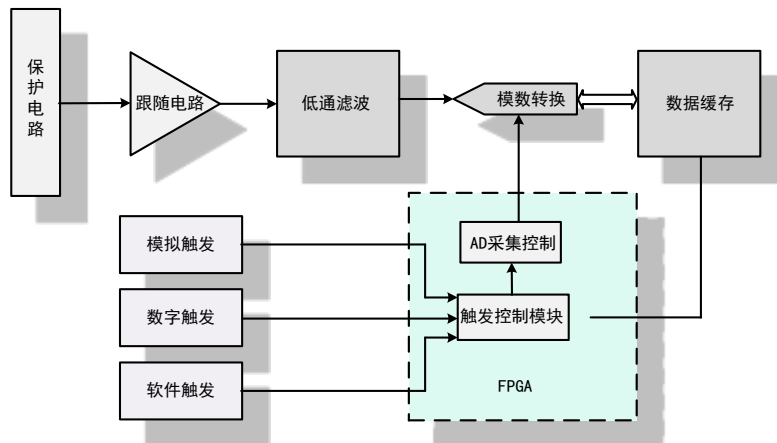 保护电路
跟随电路
低通滤波
模数转换
数据缓存
模拟触发
AD采集控制
数字触发
触发控制模块
软件触发
FPGA